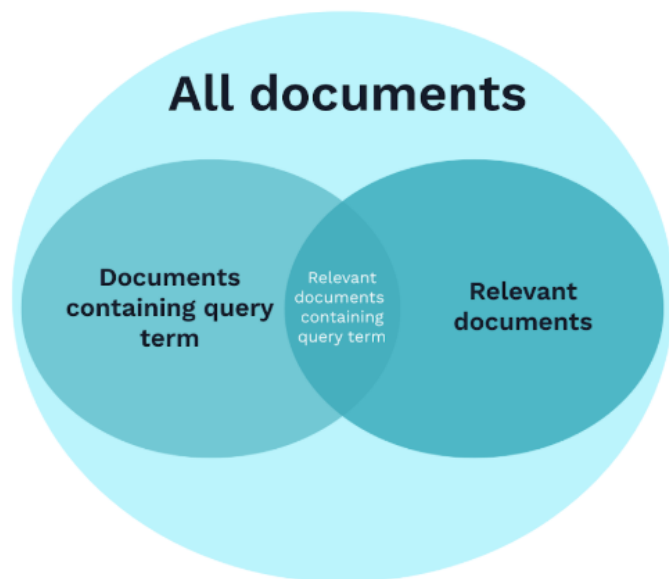 All documents
Documents
containing query
term
Relevant
documents
containing
query term
Relevant
documents